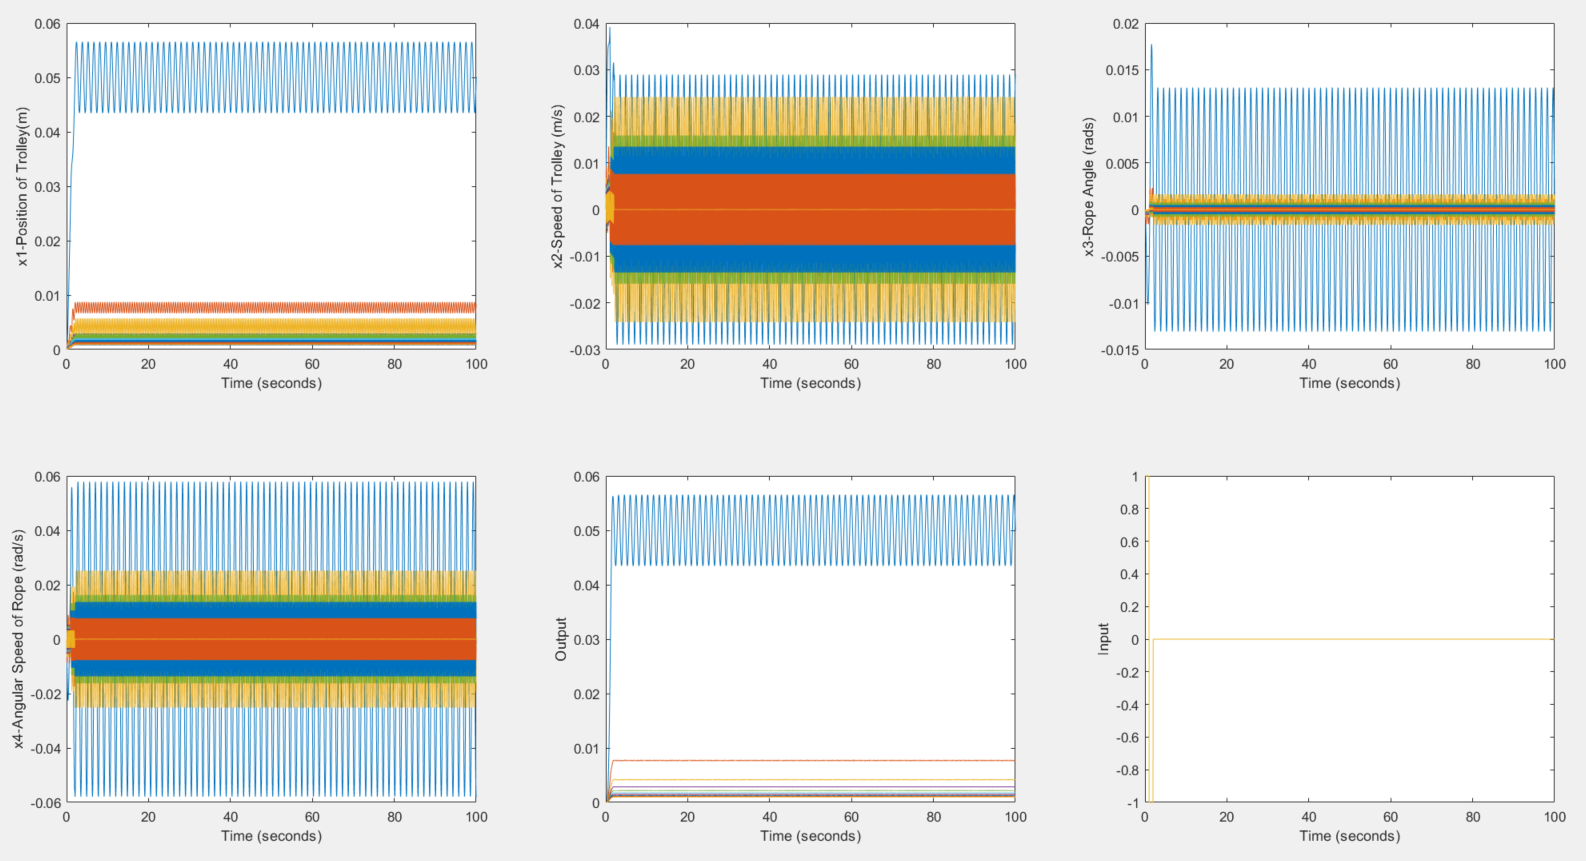 x1-Position of Trolley(m)
0.06
0.05
0.04
0.03
0.02
0.01
0
0 20 40 60 80 100
Time (seconds)
x2-Speed of Trolley (m/s)
0.04
0.03
0.02
0.01
0
-0.01
-0.02
-0.03
0 20 40 60 80 100
Time (seconds)
x3-Rope Angle (rads)
0.02
0.015
0.01
0.005
0
-0.005
-0.01
-0.015
0 20 40 60 80 100
Time (seconds)
x4-Angular Speed of Rope (rad/s)
0.06
0.04
0.02
0
-0.02
-0.04
-0.06
0 20 40 60 80 100
Time (seconds)
Output
0.06
0.05
0.04
0.03
0.02
0.01
0
0 20 40 60 80 100
Time (seconds)
Input
1
0.8
0.6
0.4
0.2
0
-0.2
-0.4
-0.6
-0.8
-1
0 20 40 60 80 100
Time (seconds)